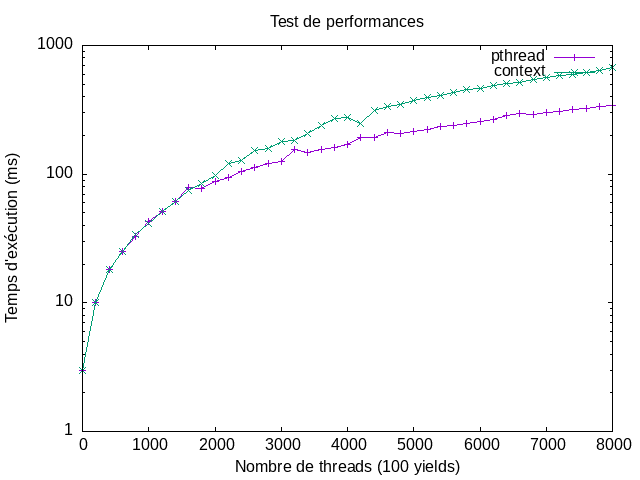 Test de performances
1000
100
10
1
Temps d'exécution (ms)
pthread
context
0 1000 2000 3000 4000 5000 6000 7000 8000
Nombre de threads (100 yields)